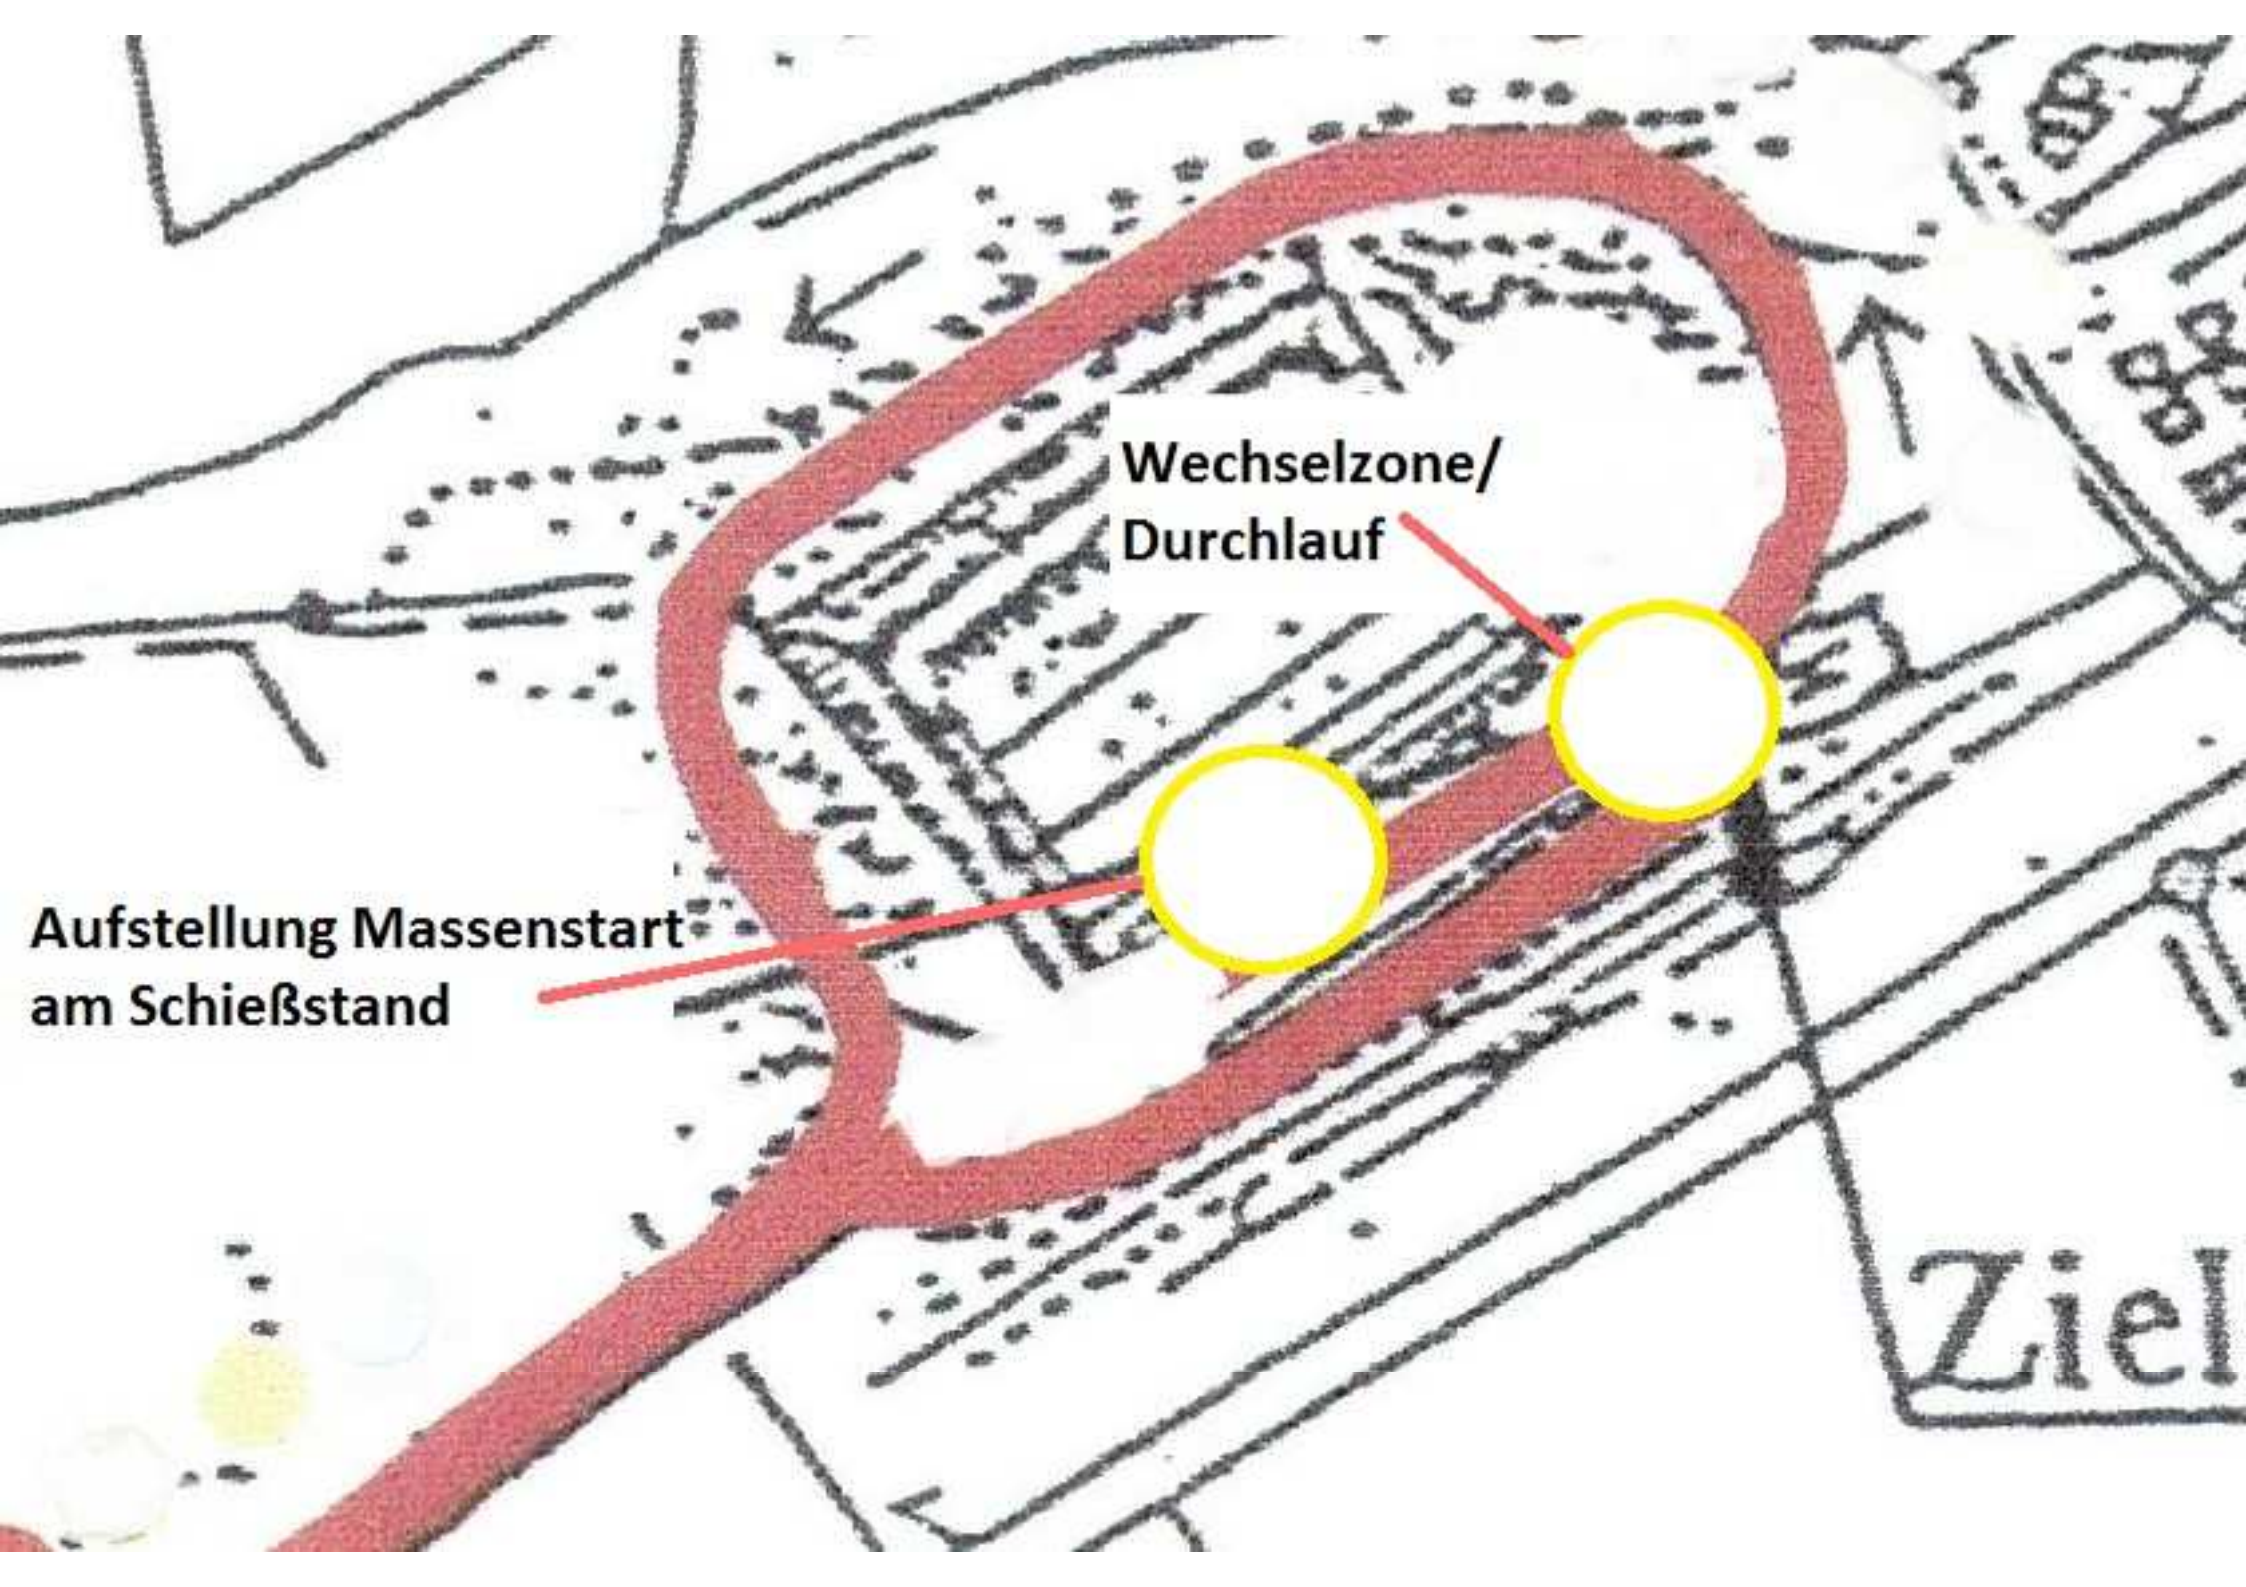 Wechselzone/
Durchlauf
Aufstellung Massenstart
am Schießstand
Ziel